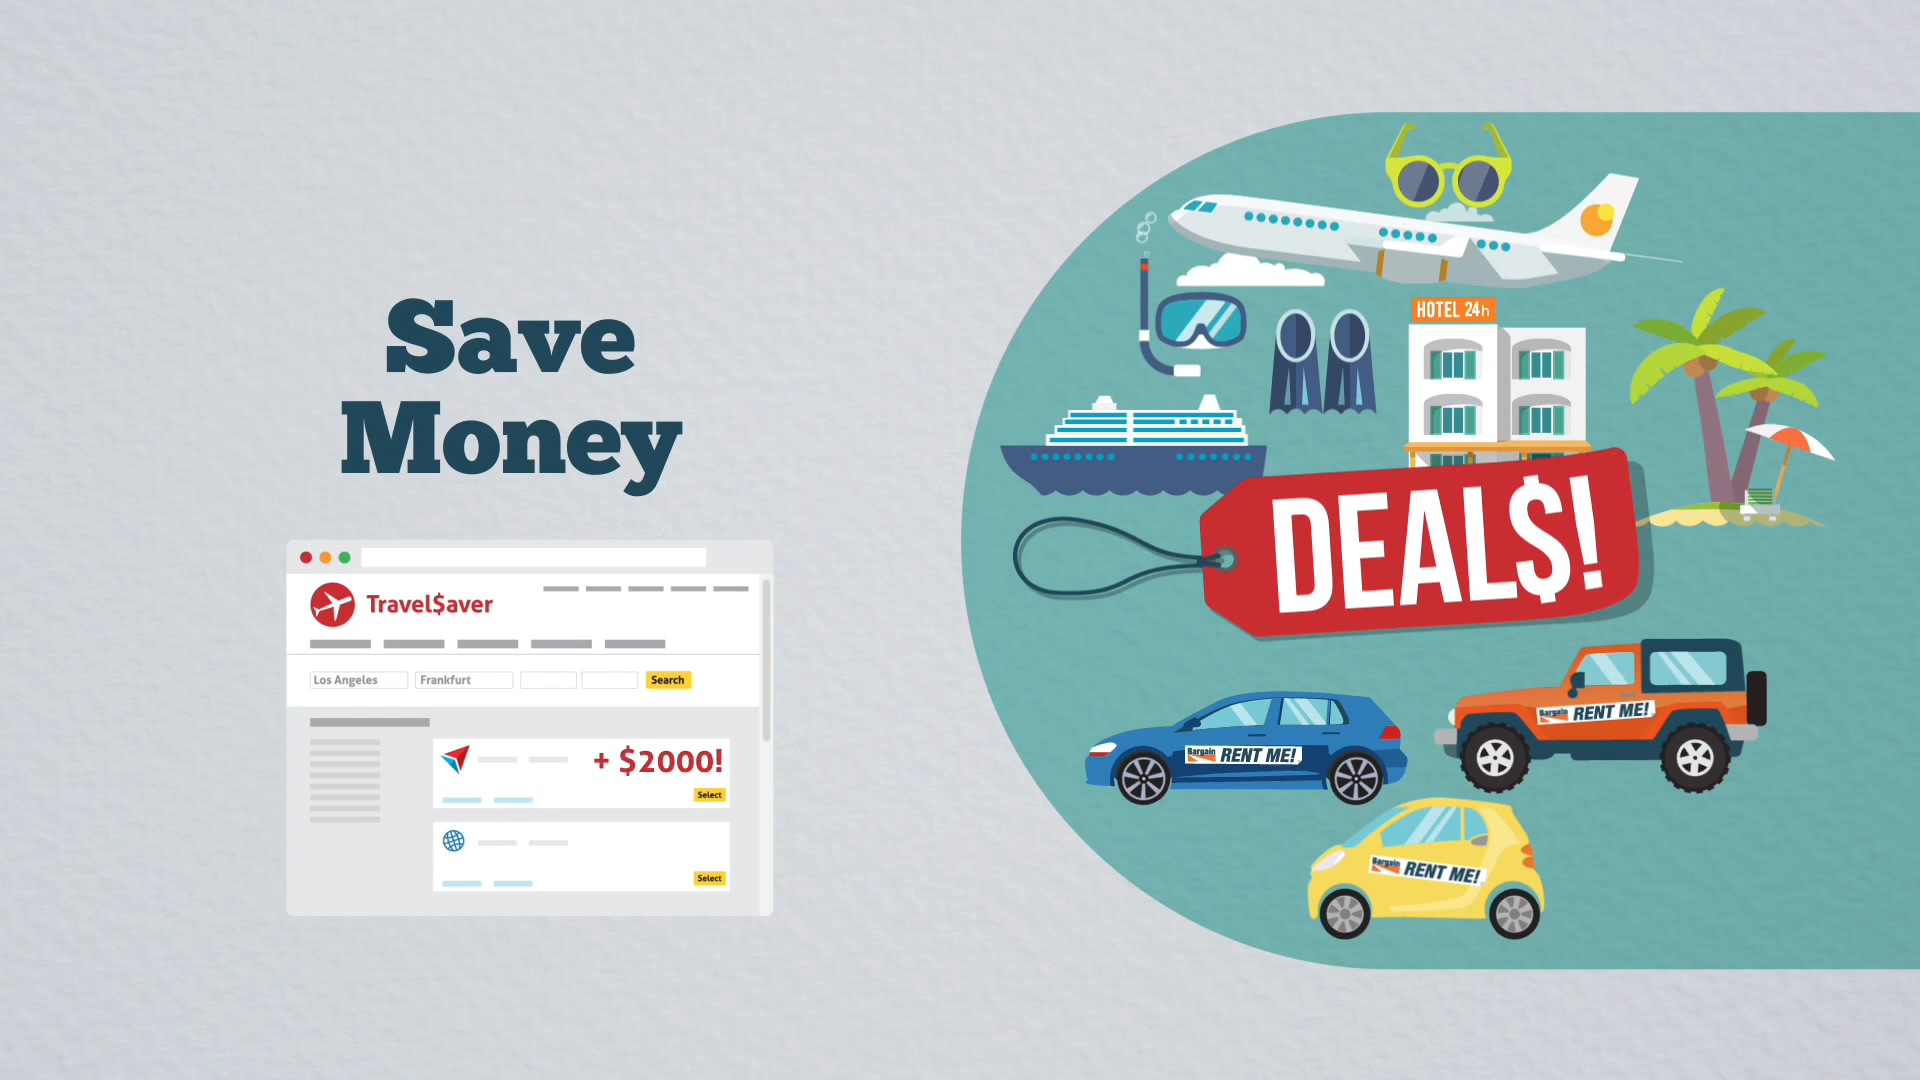 Save
Money
Travel$aver
Los Angeles
Frankfurt
Search
+ $2000!
Select
Select
HOTEL 24h
DEAL$!
Bargain RENT ME!
Bargain RENT ME!
Bargain RENT ME!